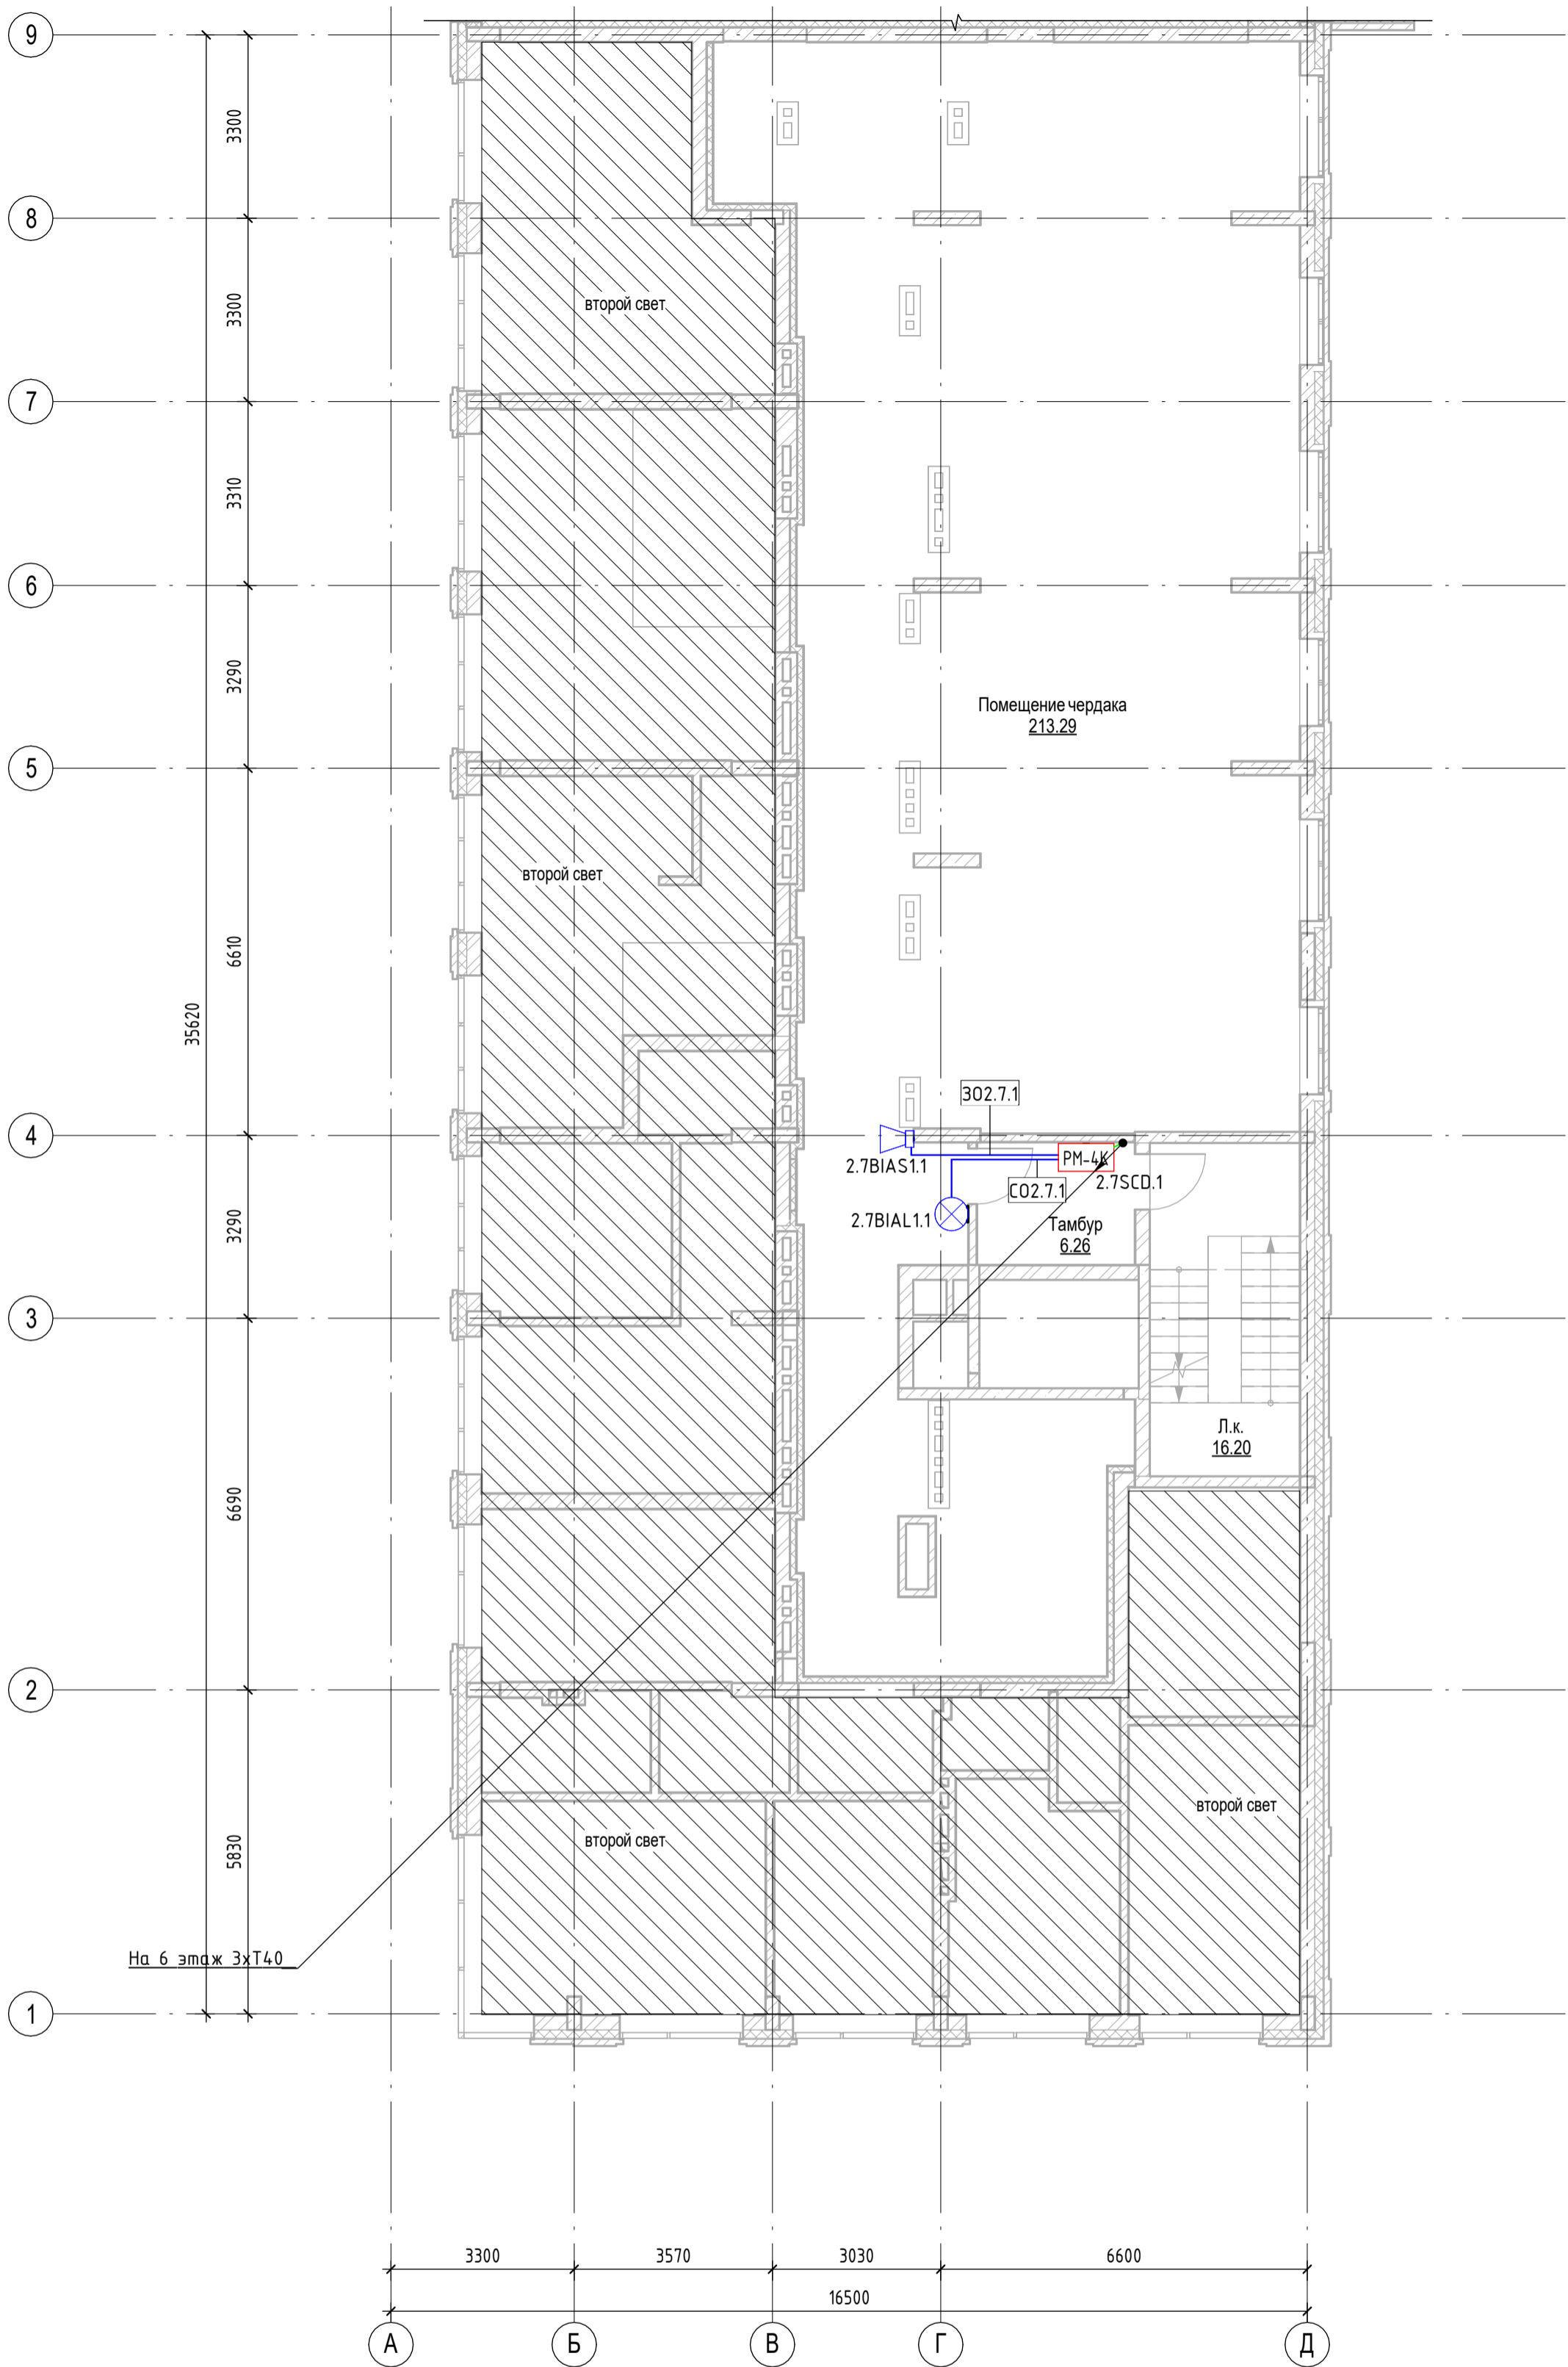 9
3300
8
3300
второй свет
7
3310
6
3290
Помещение чердака
213.29
5
второй свет
6610
35620
ЗО2.7.1
4
РМ-4К
2.7BIAS1.1
2.7SCD.1
СО2.7.1
2.7BIAL1.1
Тамбур
6.26
3290
3
Л.к.
16.20
6690
2
второй свет
второй свет
5830
На 6 этаж 3хТ40
1
3300
3570
3030
6600
16500
А
Б
В
Г
Д